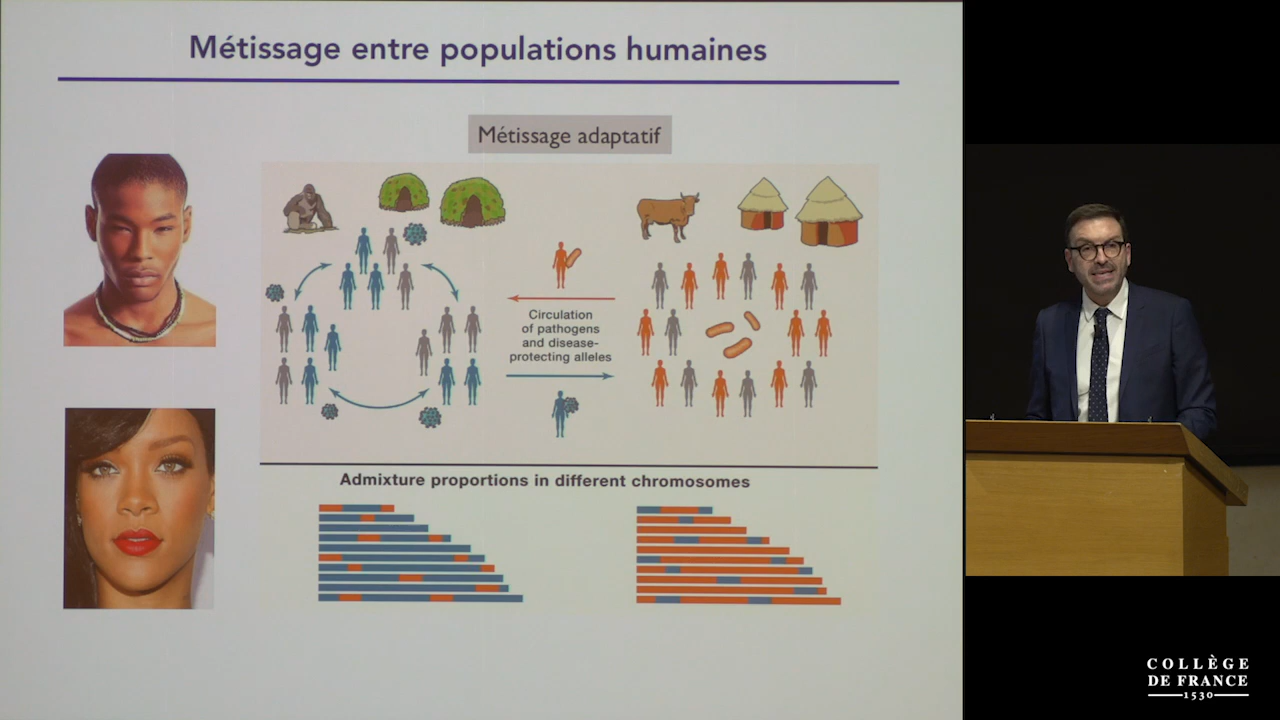 Métissage entre populations humaines
Métissage adaptatif
Circulation
of pathogens
and disease-
protecting alleles
Admixture proportions in different chromosomes
COLLÈGE
DE FRANCE
1530